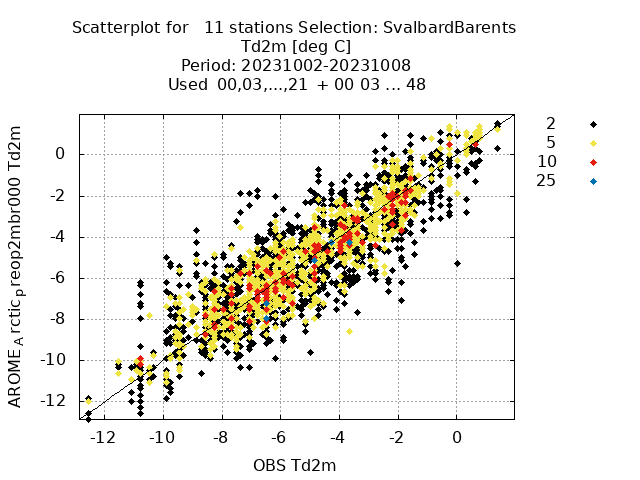 Scatterplot for   11 stations Selection: SvalbardBarents
Td2m [deg C]
Period: 20231002-20231008
Used  00,03,...,21  + 00 03 ... 48
2
5
10
25
AROME_Arctic_preop2mbr000 Td2m
0
-2
-4
-6
-8
-10
-12
-12 -10 -8 -6 -4 -2 0
OBS Td2m